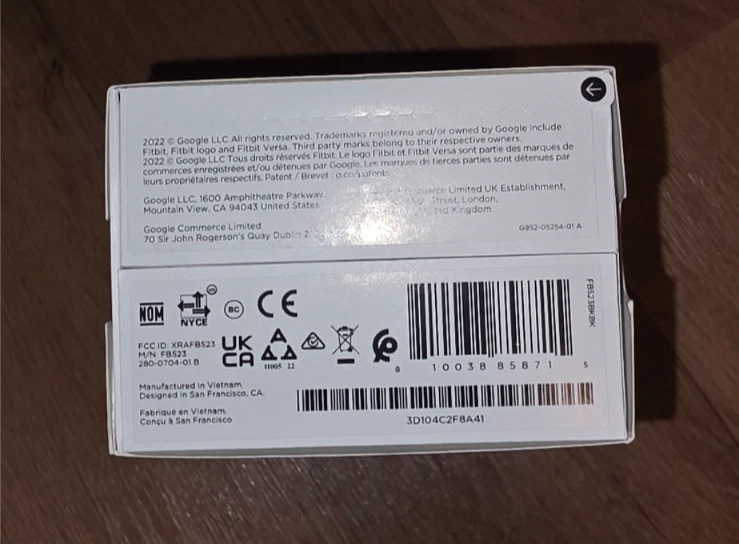 2022 © Google LLC All rights reserved. Trademarks registered and/or owned by Google include
Fitbit, Fitbit logo and Fitbit Versa. Third party marks belong to their respective owners.
2022 © Google LLC Tous droits réservés Fitbit. Le logo Fitbit et Fitbit Versa sont partie des marques de
commerces enregistrées et/ou détenues par Google. Les marques de tierces parties sont détenues par
leurs propriétaires respectifs. Patent / Brevet : g.co/patents
Google LLC, 1600 Amphitheatre Parkway,
Mountain View, CA 94043 United States
Commerce Limited UK Establishment,
Street, London,
United Kingdom
Google Commerce Limited
70 Sir John Rogerson's Quay Dublin 2,
G952-05254-01 A
NOM
NYCE
BC
CE
FCC ID: XRAFB523
M/N: FB523
280-0704-01 B
UK
CA
11005 22
FB523BKBK
8 10038 85871 5
Manufactured in Vietnam.
Designed in San Francisco, CA.
Fabriqué en Vietnam.
Conçu à San Francisco
3D104C2F8A41